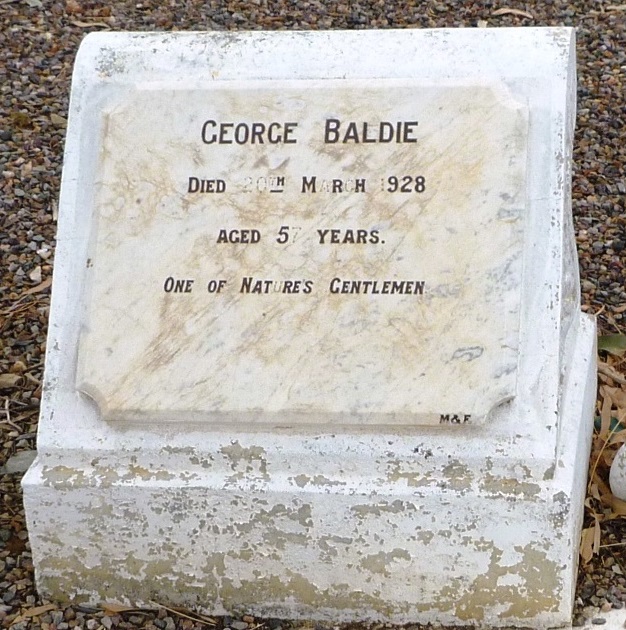 GEORGE BALDIE
DIED 20TH MARCH 1928
AGED 57 YEARS.
ONE OF NATURE'S GENTLEMEN
M&F.